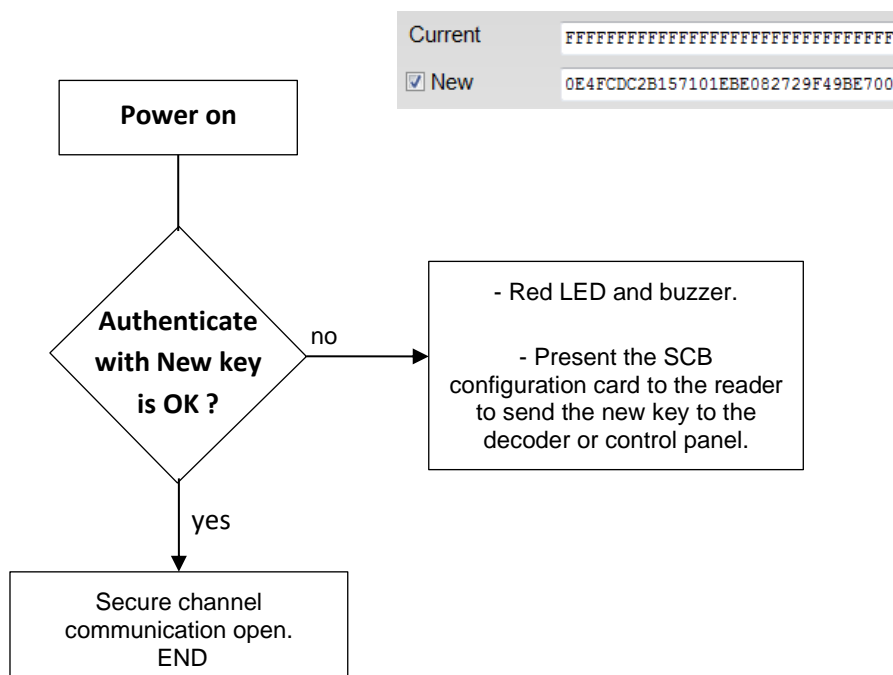 Current
FFFFFFFFFFFFFFFFFFFFFFFFFFFFFFFF
New
0E4FCDC2B157101EBE082729F49BE700
Power on
Authenticate
with New key
is OK ?
no
- Red LED and buzzer.
- Present the SCB
configuration card to the reader
to send the new key to the
decoder or control panel.
yes
Secure channel
communication open.
END